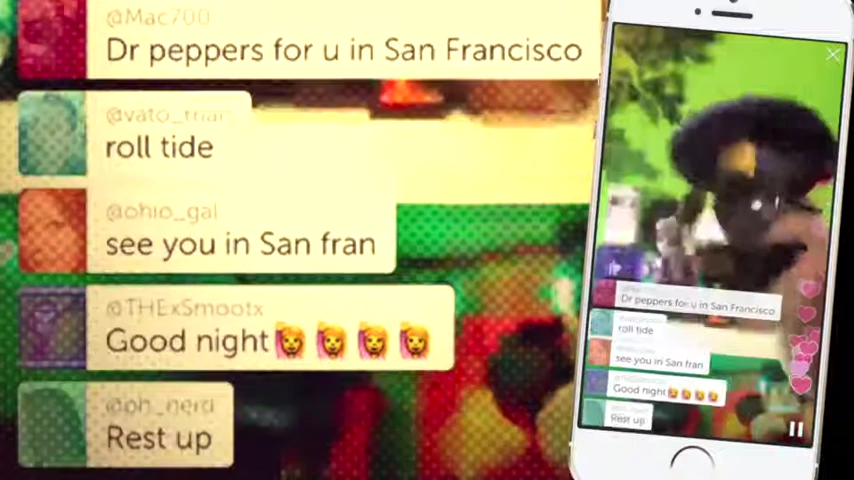 @Mac700
Dr peppers for u in San Francisco
roll tide
@ohio_gal
see you in San fran
@THExSmootx
Good night🙋🙋🙋🙋
@ph_nerd
Rest up
Dr peppers for u in San Francisco
roll tide
see you in San fran
Good night🙋🙋🙋🙋
Rest up